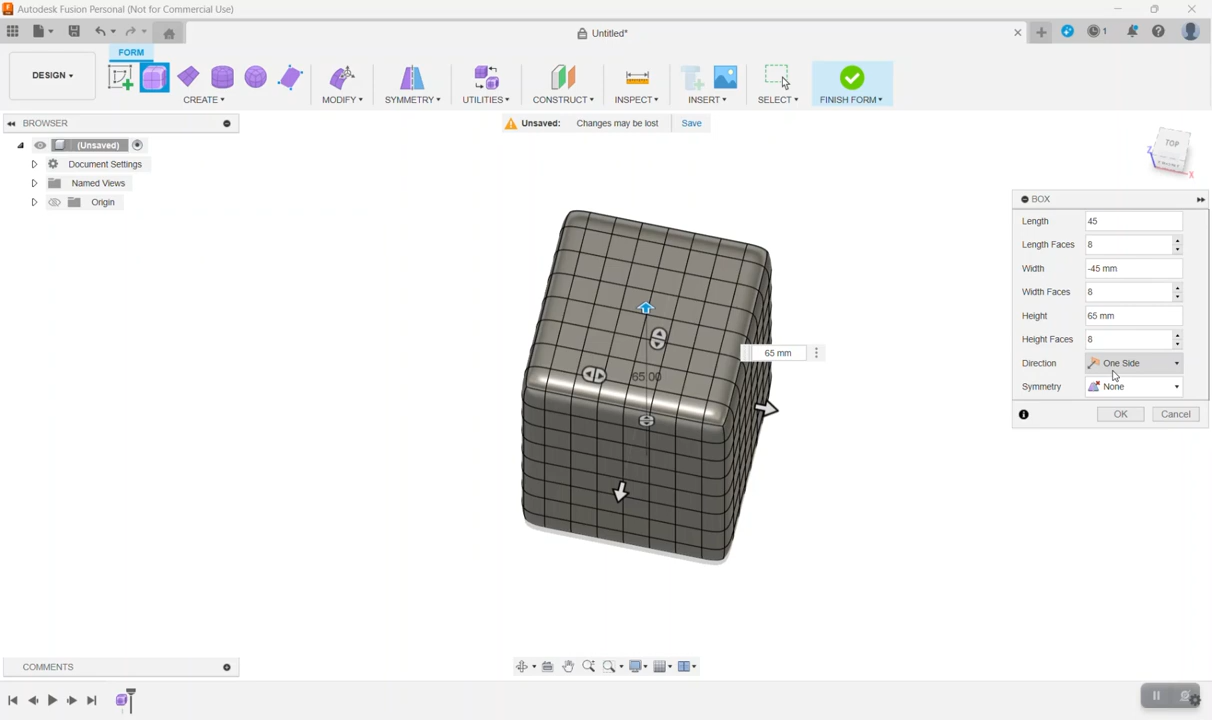 Autodesk Fusion Personal (Not for Commercial Use)
Untitled*
1
FORM
DESIGN
CREATE
MODIFY
SYMMETRY
UTILITIES
CONSTRUCT
INSPECT
INSERT
SELECT
FINISH FORM
BROWSER
Unsaved: Changes may be lost Save
(Unsaved)
Document Settings
Named Views
Origin
TOP
Z
X
BOX
Length 45
Length Faces 8
Width -45 mm
Width Faces 8
Height 65 mm
Height Faces 8
Direction One Side
Symmetry None
OK Cancel
65 mm
65.00
COMMENTS